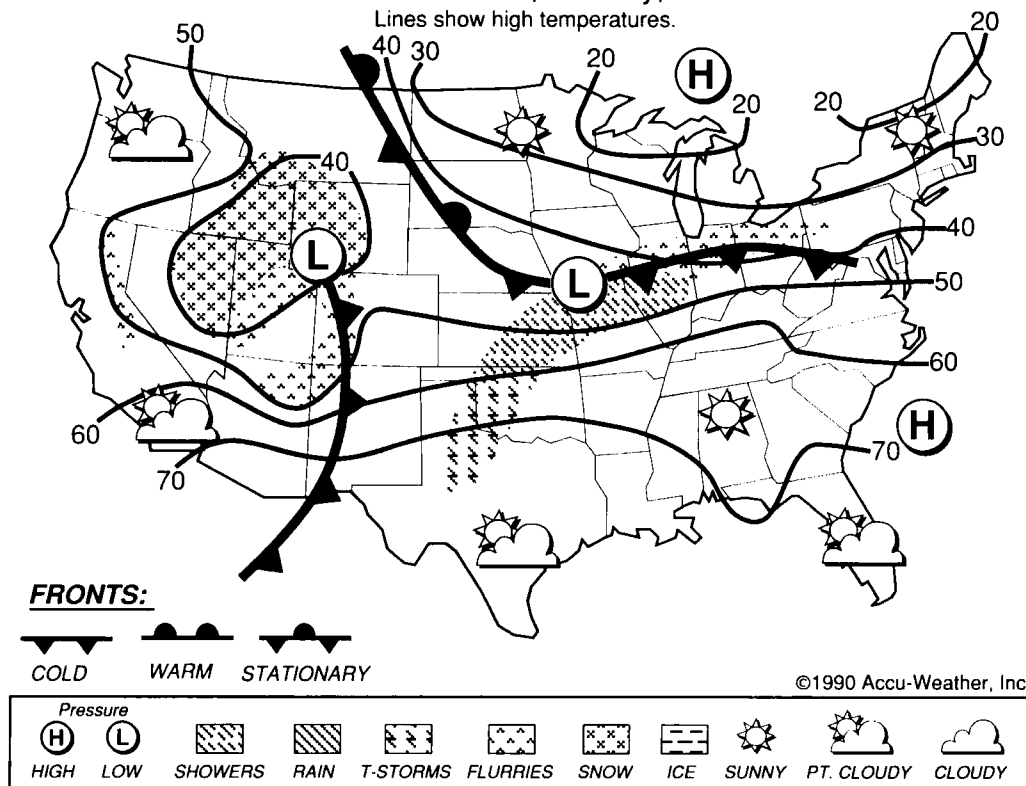 Lines show high temperatures.
50
40 30
20
H
20
20
20
30
40
L
40
L
50
60
60
H
70
70
FRONTS:
COLD WARM STATIONARY
©1990 Accu-Weather, Inc
Pressure
H L
HIGH LOW SHOWERS RAIN T-STORMS FLURRIES SNOW ICE SUNNY PT. CLOUDY CLOUDY